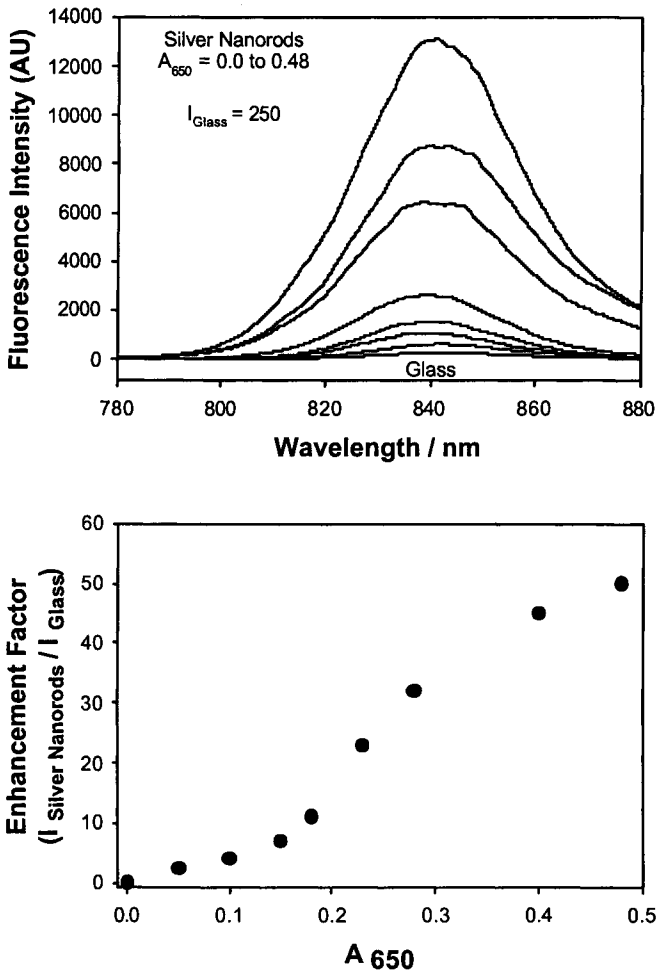 14000
12000
10000
8000
6000
4000
2000
0
Fluorescence Intensity (AU)
Silver Nanorods
A650 = 0.0 to 0.48
IGlass = 250
Glass
780 800 820 840 860 880
Wavelength / nm
60
50
40
30
20
10
0
Enhancement Factor
(I Silver Nanorods / I Glass)
0.0 0.1 0.2 0.3 0.4 0.5
A 650